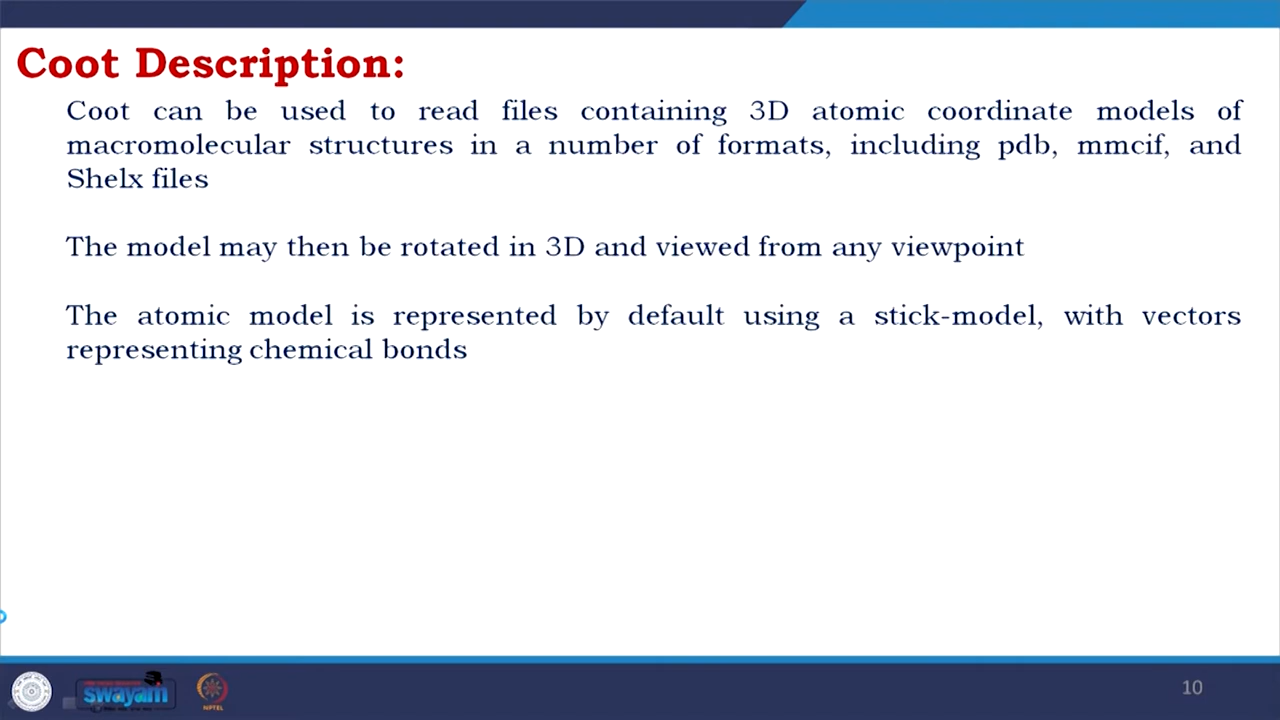 Coot Description:
Coot can be used to read files containing 3D atomic coordinate models of
macromolecular structures in a number of formats, including pdb, mmcif, and
Shelx files
The model may then be rotated in 3D and viewed from any viewpoint
The atomic model is represented by default using a stick-model, with vectors
representing chemical bonds
swayam
NPTEL
10